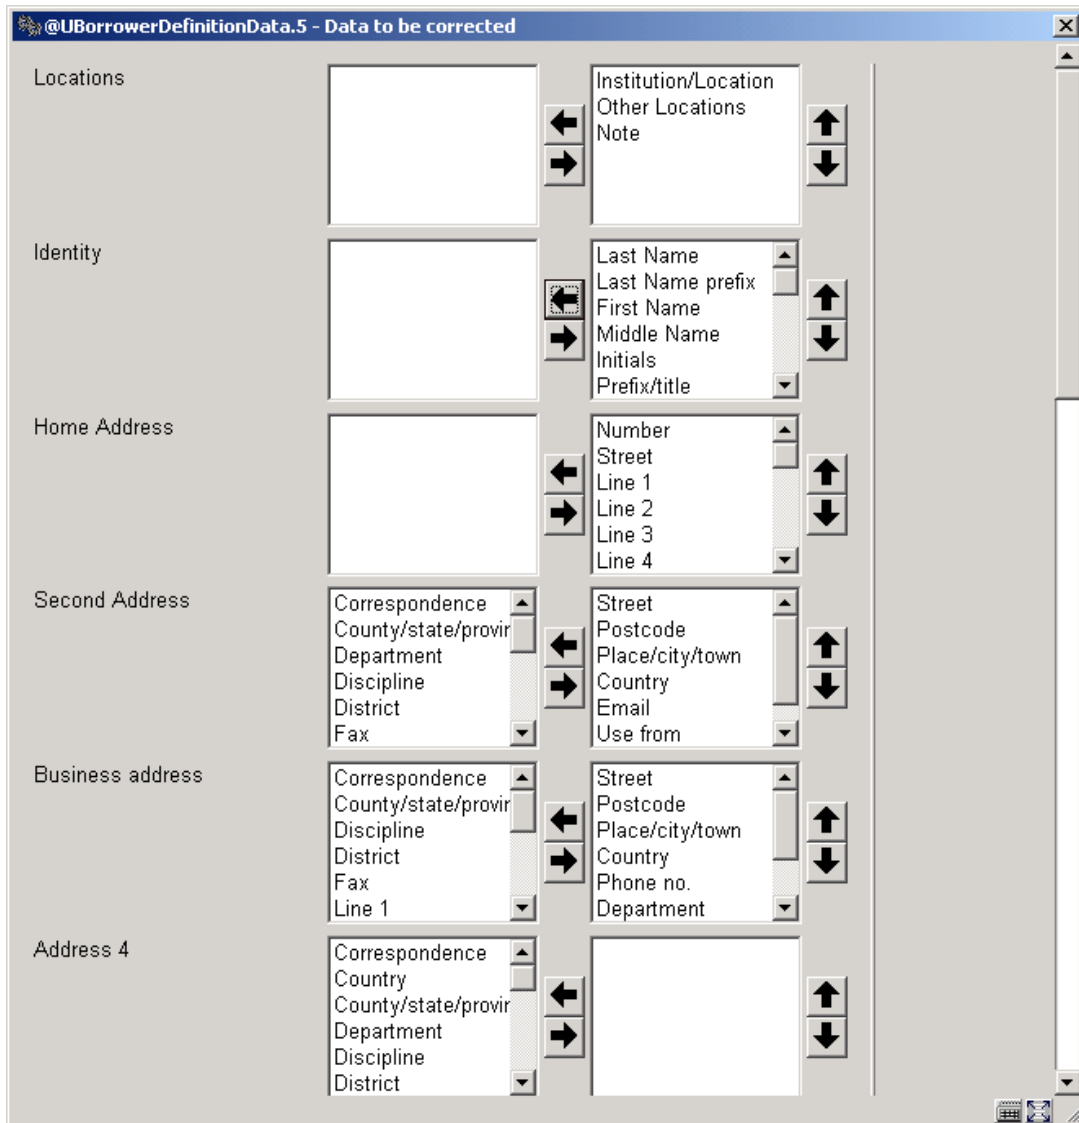 @UBorrowerDefinitionData.5 - Data to be corrected
Locations
Institution/Location
Other Locations
Note
Identity
Last Name
Last Name prefix
First Name
Middle Name
Initials
Prefix/title
Home Address
Number
Street
Line 1
Line 2
Line 3
Line 4
Second Address
Correspondence
County/state/provin
Department
Discipline
District
Fax
Street
Postcode
Place/city/town
Country
Email
Use from
Business address
Correspondence
County/state/provin
Discipline
District
Fax
Line 1
Street
Postcode
Place/city/town
Country
Phone no.
Department
Address 4
Correspondence
Country
County/state/provin
Department
Discipline
District